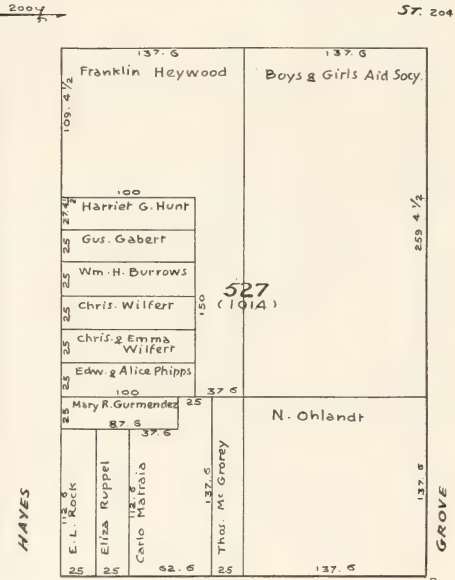 2004
ST. 204
137.6
137.6
Franklin Heywood
Boys & Girls Aid Socy.
109.4 1/2
259 4 1/2
100
27.4 1/2
Harriet G. Hunt
25
Gus. Gabert
25
Wm. H. Burrows
25
Chris. Wilfert
150
527
(1014)
25
Chris. & Emma
Wilfert
25
Edw. & Alice Phipps
100
37.6
25
Mary R. Gurmendez
25
87.6
37.6
N. Ohlandt
HAYES
112.6
E. L. Rock
Eliza Ruppel
112.6
Carlo Matraia
137.6
Thos. Mc Grorey
137.6
GROVE
25
25
62.6
25
137.6